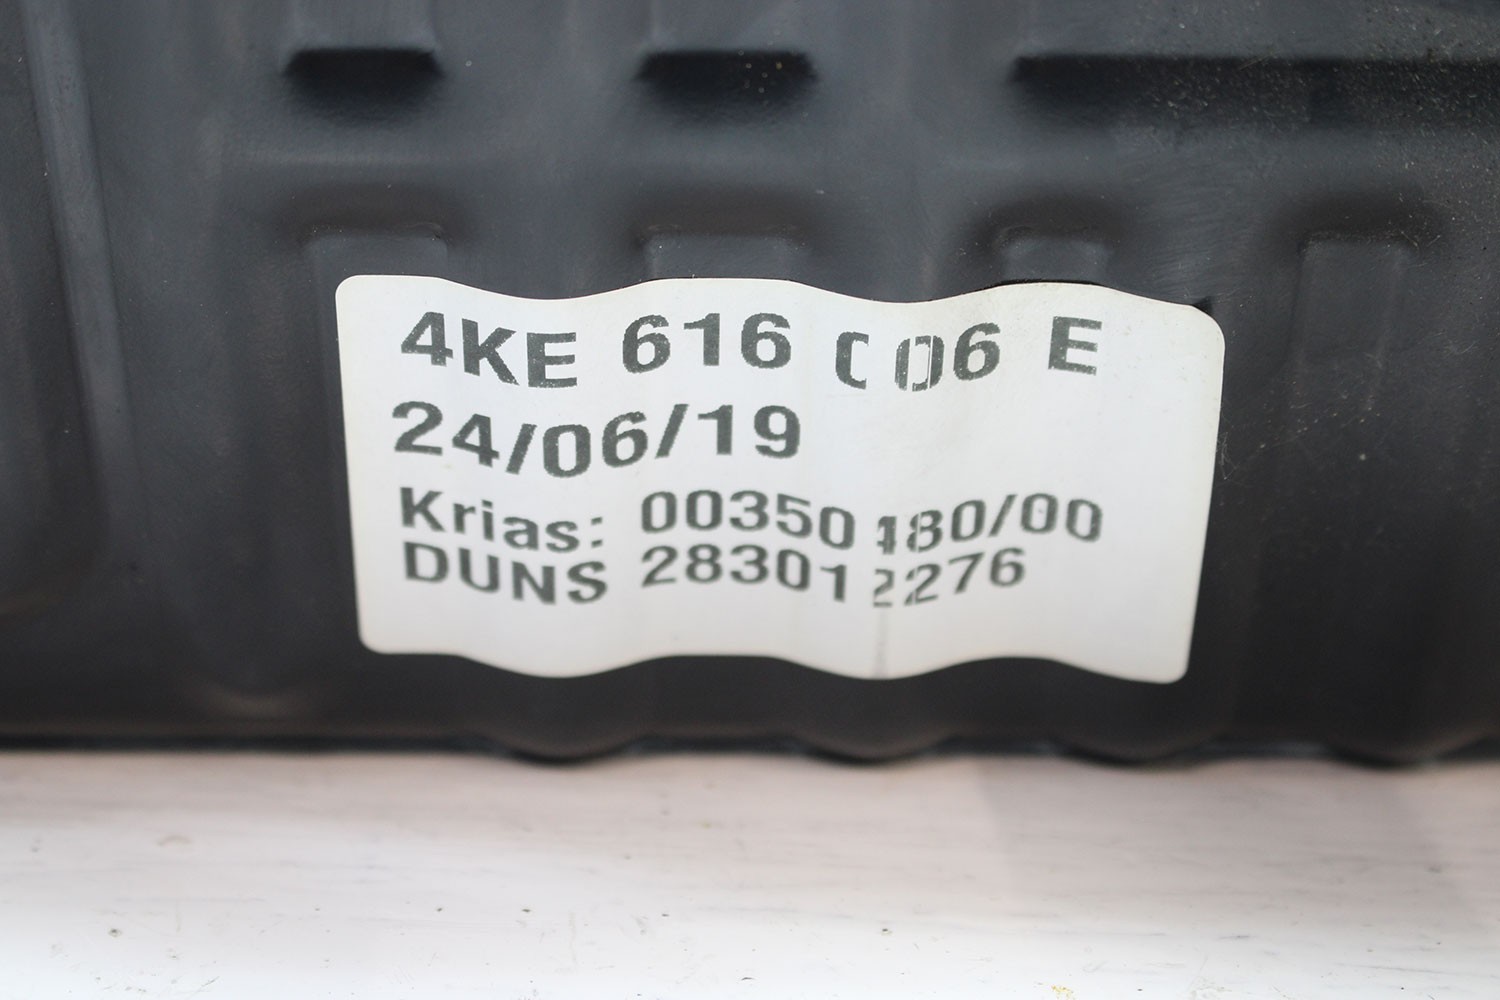 4KE 616 006 E
24/06/19
Krias: 00350480/00
DUNS 283012276